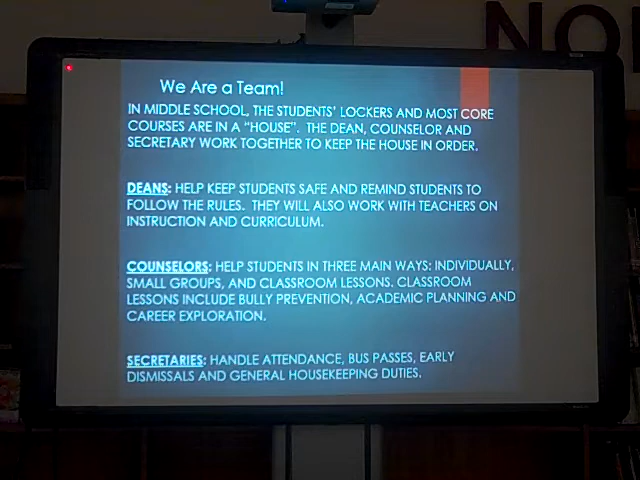 NO
We Are a Team!
IN MIDDLE SCHOOL, THE STUDENTS' LOCKERS AND MOST CORE
COURSES ARE IN A "HOUSE". THE DEAN, COUNSELOR AND
SECRETARY WORK TOGETHER TO KEEP THE HOUSE IN ORDER.
DEANS: HELP KEEP STUDENTS SAFE AND REMIND STUDENTS TO
FOLLOW THE RULES. THEY WILL ALSO WORK WITH TEACHERS ON
INSTRUCTION AND CURRICULUM.
COUNSELORS: HELP STUDENTS IN THREE MAIN WAYS: INDIVIDUALLY,
SMALL GROUPS, AND CLASSROOM LESSONS. CLASSROOM
LESSONS INCLUDE BULLY PREVENTION, ACADEMIC PLANNING AND
CAREER EXPLORATION.
SECRETARIES: HANDLE ATTENDANCE, BUS PASSES, EARLY
DISMISSALS AND GENERAL HOUSEKEEPING DUTIES.